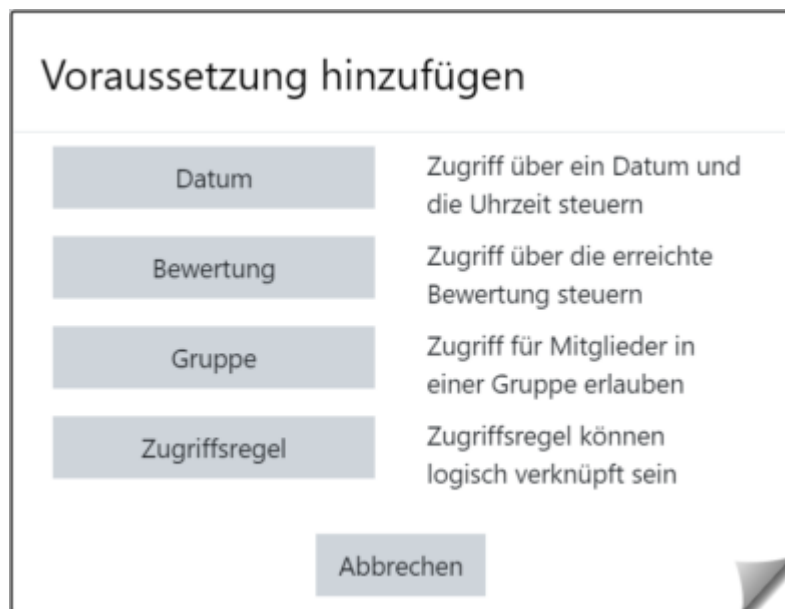 Voraussetzung hinzufügen
Datum
Zugriff über ein Datum und
die Uhrzeit steuern
Bewertung
Zugriff über die erreichte
Bewertung steuern
Gruppe
Zugriff für Mitglieder in
einer Gruppe erlauben
Zugriffsregel
Zugriffsregel können
logisch verknüpft sein
Abbrechen